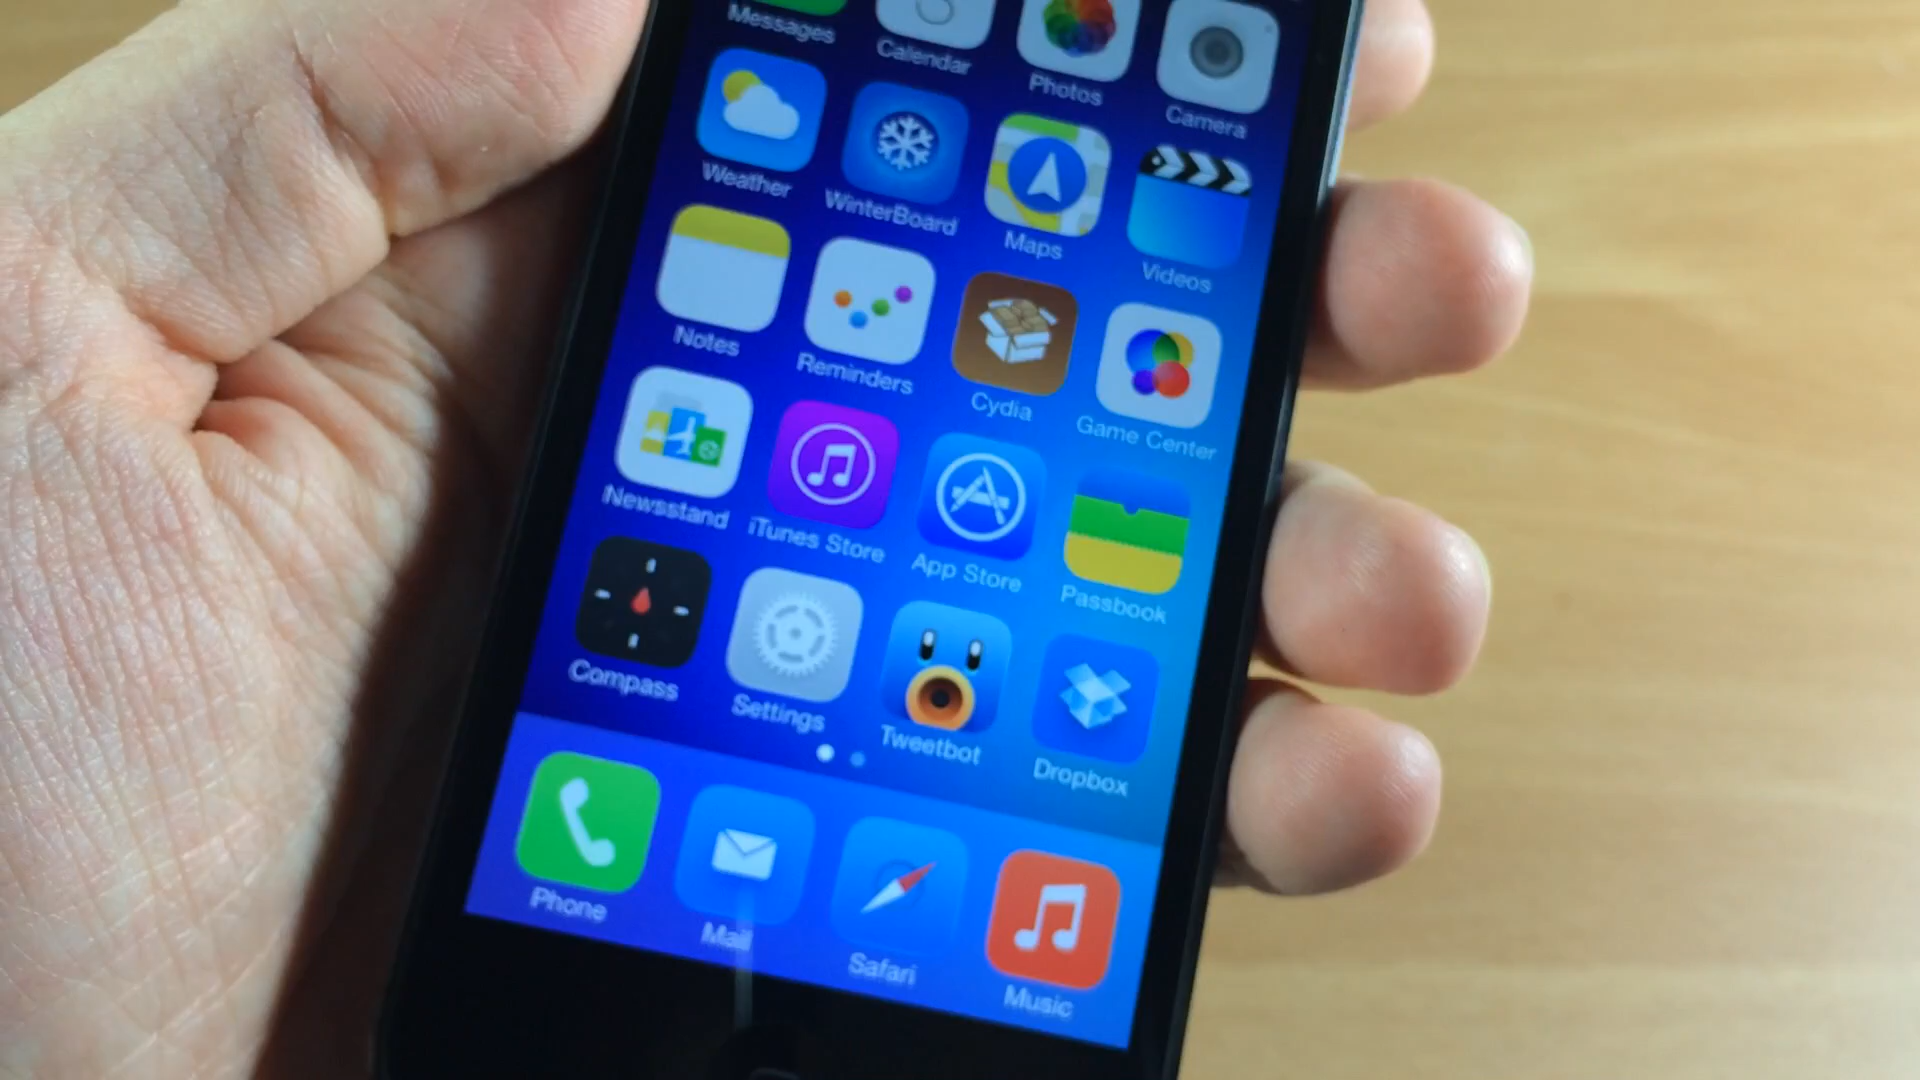 Messages
Calendar
Photos
Camera
Weather
WinterBoard
Maps
Videos
Notes
Reminders
Cydia
Game Center
Newsstand
iTunes Store
App Store
Passbook
Compass
Settings
Tweetbot
Dropbox
Phone
Mail
Safari
Music